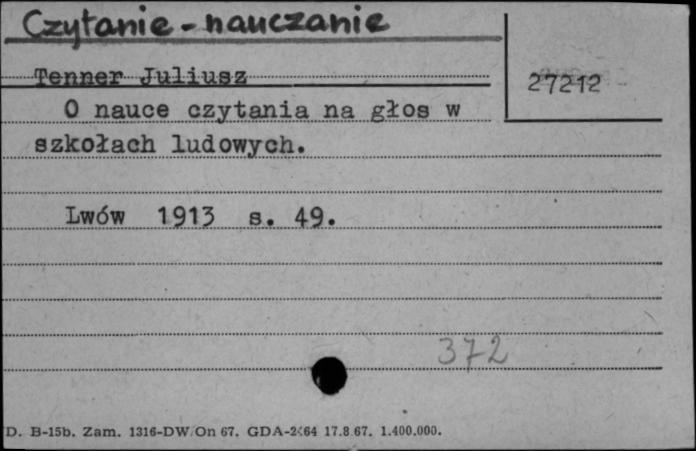 Czytanie - nauczanie
Tenner Juliusz
27212
O nauce czytania na głos w
szkołach ludowych.
Lwów 1913 s. 49.
372
D. B-15b. Zam. 1316-DW/On 67. GDA-2464 17.8.67. 1.400.000.